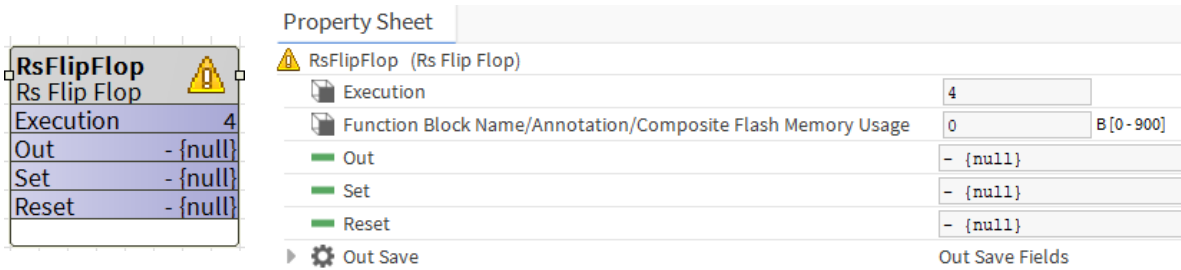 RsFlipFlop
Rs Flip Flop
Execution 4
Out - {null}
Set - {null}
Reset - {null}
Property Sheet
RsFlipFlop (Rs Flip Flop)
Execution 4
Function Block Name/Annotation/Composite Flash Memory Usage 0 B [0 - 900]
Out - {null}
Set - {null}
Reset - {null}
Out Save Out Save Fields